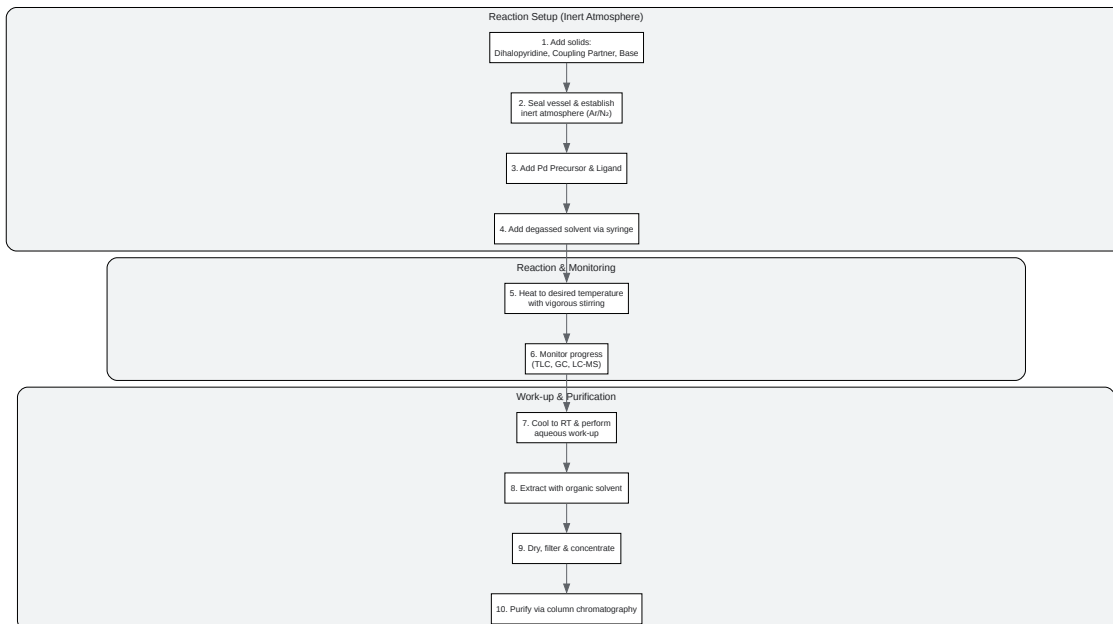 Reaction Setup (Inert Atmosphere)
1. Add solids:
Dihalopyridine, Coupling Partner, Base
2. Seal vessel & establish
inert atmosphere (Ar/N₂)
3. Add Pd Precursor & Ligand
4. Add degassed solvent via syringe
Reaction & Monitoring
5. Heat to desired temperature
with vigorous stirring
6. Monitor progress
(TLC, GC, LC-MS)
Work-up & Purification
7. Cool to RT & perform
aqueous work-up
8. Extract with organic solvent
9. Dry, filter & concentrate
10. Purify via column chromatography